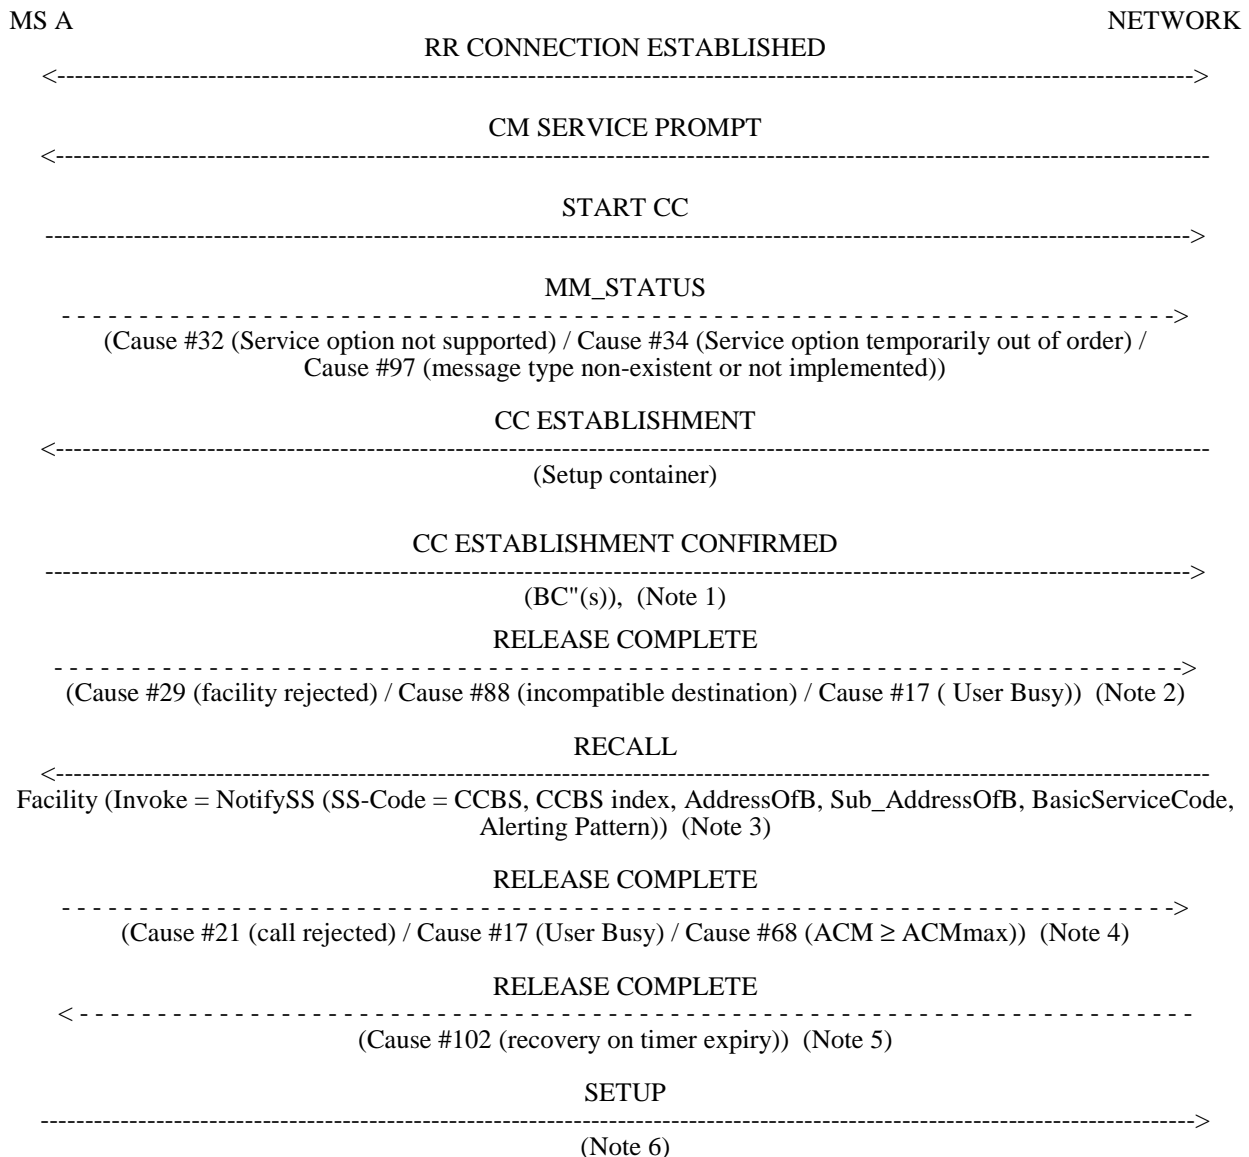 MS A NETWORK
RR CONNECTION ESTABLISHED
CM SERVICE PROMPT
START CC
MM_STATUS
(Cause #32 (Service option not supported) / Cause #34 (Service option temporarily out of order) /
Cause #97 (message type non-existent or not implemented))
CC ESTABLISHMENT
(Setup container)
CC ESTABLISHMENT CONFIRMED
(BC"(s)), (Note 1)
RELEASE COMPLETE
(Cause #29 (facility rejected) / Cause #88 (incompatible destination) / Cause #17 ( User Busy)) (Note 2)
RECALL
Facility (Invoke = NotifySS (SS-Code = CCBS, CCBS index, AddressOfB, Sub_AddressOfB, BasicServiceCode,
Alerting Pattern)) (Note 3)
RELEASE COMPLETE
(Cause #21 (call rejected) / Cause #17 (User Busy) / Cause #68 (ACM ≥ ACMmax)) (Note 4)
RELEASE COMPLETE
(Cause #102 (recovery on timer expiry)) (Note 5)
SETUP
(Note 6)